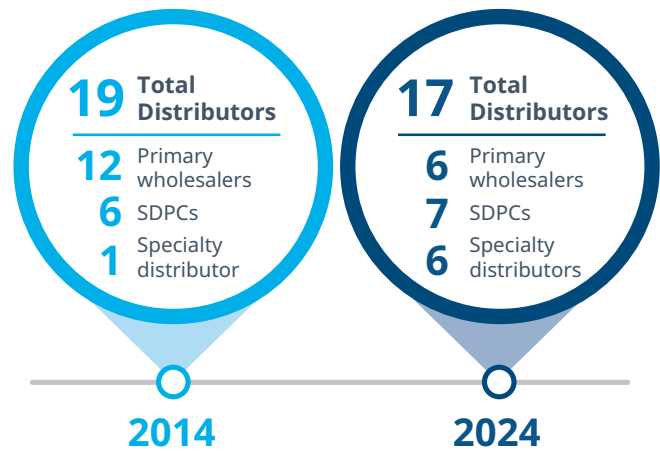 19 Total
Distributors
12 Primary
wholesalers
6 SDPCs
1 Specialty
distributor
2014
17 Total
Distributors
6 Primary
wholesalers
7 SDPCs
6 Specialty
distributors
2024